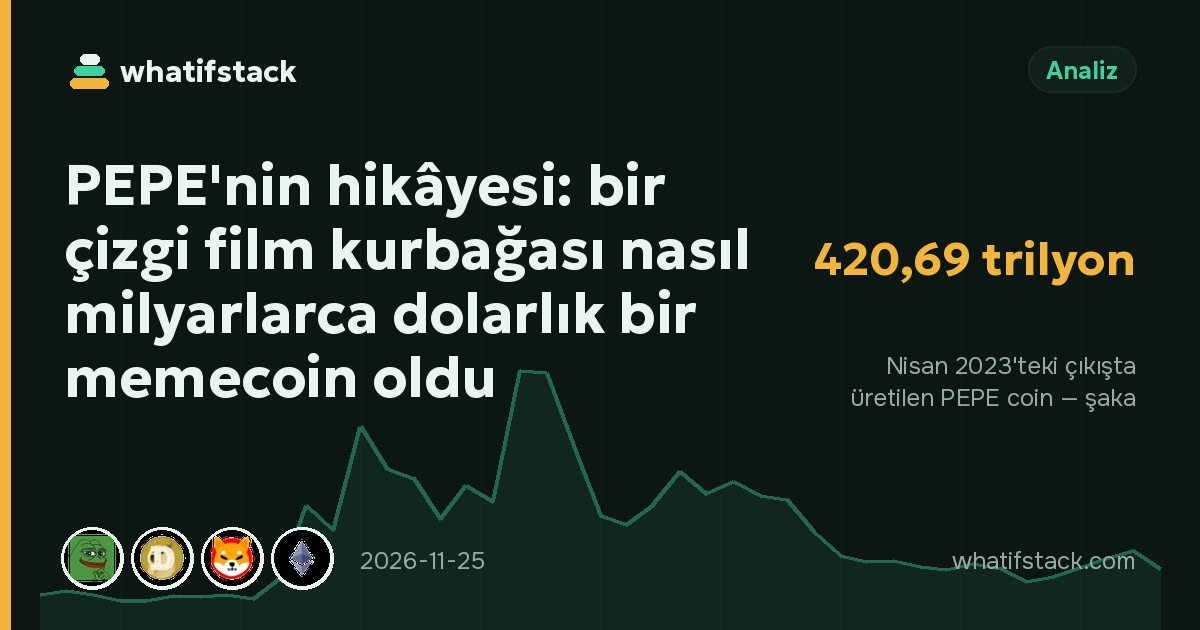 whatifstack
Analiz
PEPE'nin hikâyesi: bir
çizgi film kurbağası nasıl
milyarlarca dolarlık bir
memecoin oldu
420,69 trilyon
Nisan 2023'teki çıkışta
üretilen PEPE coin — şaka
2026-11-25
whatifstack.com